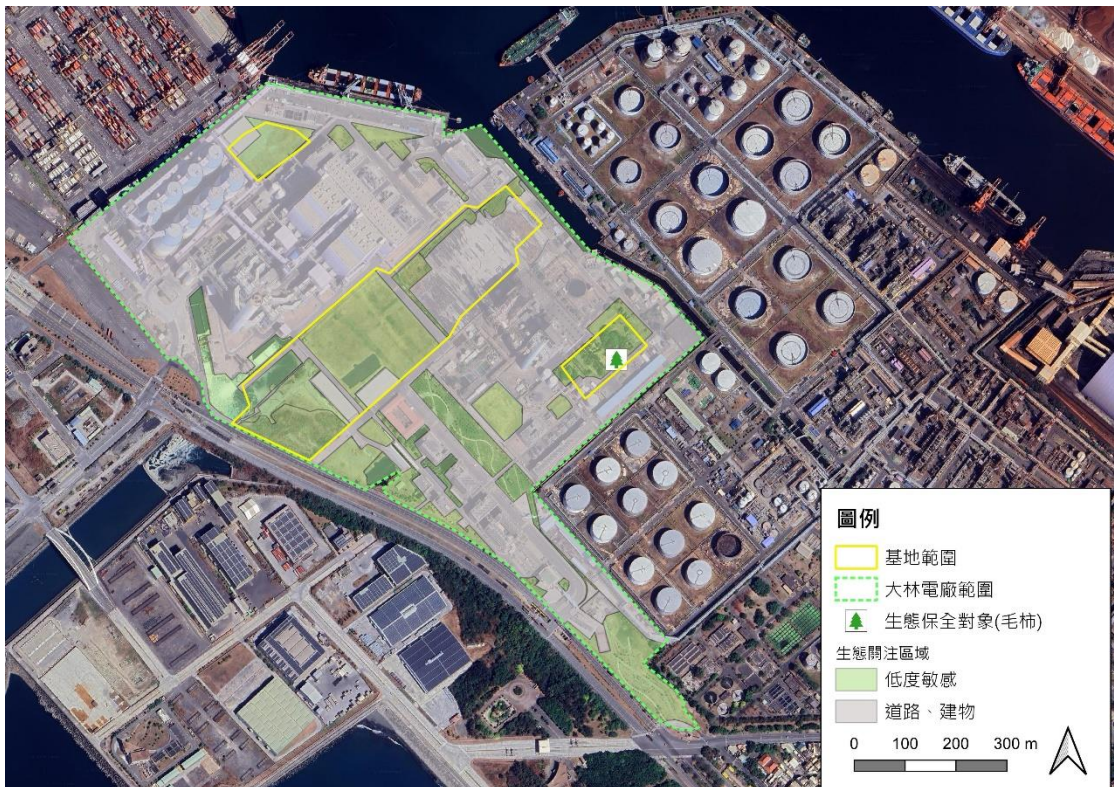 圖例
基地範圍
大林電廠範圍
生態保全對象(毛柿)
生態關注區域
低度敏感
道路、建物
0 100 200 300 m